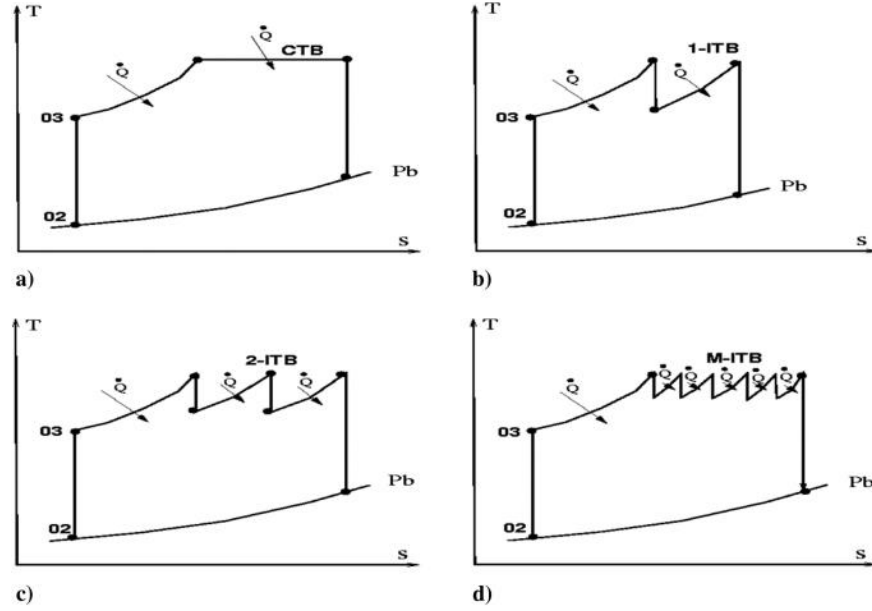 T
Q̇
Q̇
CTB
03
02
Pb
s
a)
T
1-ITB
Q̇
Q̇
03
02
Pb
s
b)
T
2-ITB
Q̇
Q̇
Q̇
03
02
Pb
s
c)
T
M-ITB
Q̇
Q̇
Q̇
Q̇
Q̇
Q̇
03
02
Pb
s
d)